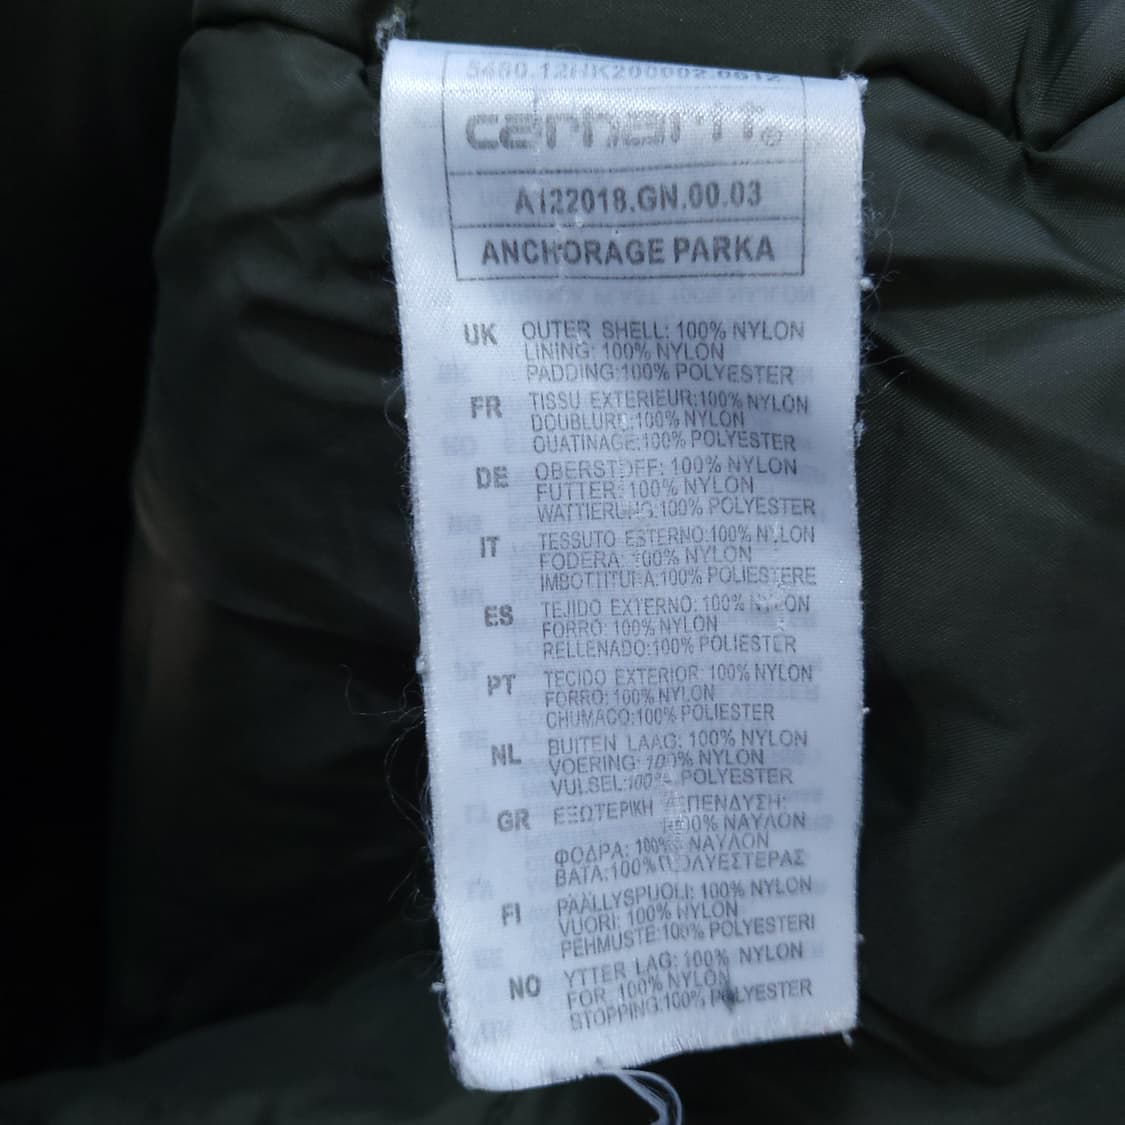 5480.12HK200002.0612
carhartt®
A122018.GN.00.03
ANCHORAGE PARKA
UK OUTER SHELL: 100% NYLON
LINING: 100% NYLON
PADDING:100% POLYESTER
FR TISSU EXTERIEUR:100% NYLON
DOUBLURE:100% NYLON
OUATINAGE:100% POLYESTER
DE OBERSTOFF: 100% NYLON
FUTTER: 100% NYLON
WATTIERUNG:100% POLYESTER
IT TESSUTO ESTERNO:100% NYLON
FODERA: 100% NYLON
IMBOTTITURA:100% POLIESTERE
ES TEJIDO EXTERNO: 100% NYLON
FORRO: 100% NYLON
RELLENADO:100% POLIESTER
PT TECIDO EXTERIOR: 100% NYLON
FORRO: 100% NYLON
CHUMACO:100% POLIESTER
NL BUITEN LAAG: 100% NYLON
VOERING: 100% NYLON
VULSEL:100% POLYESTER
GR ΕΞΩΤΕΡΙΚΗ ΕΠΕΝΔΥΣΗ:
100% ΝΑΥΛΟΝ
ΦΟΔΡΑ: 100% ΝΑΥΛΟΝ
ΒΑΤΑ:100% ΠΟΛΥΕΣΤΕΡΑΣ
FI PÄÄLLYSPUOLI: 100% NYLON
VUORI: 100% NYLON
PEHMUSTE:100% POLYESTERI
NO YTTER LAG: 100% NYLON
FOR: 100% NYLON
STOPPING:100% POLYESTER